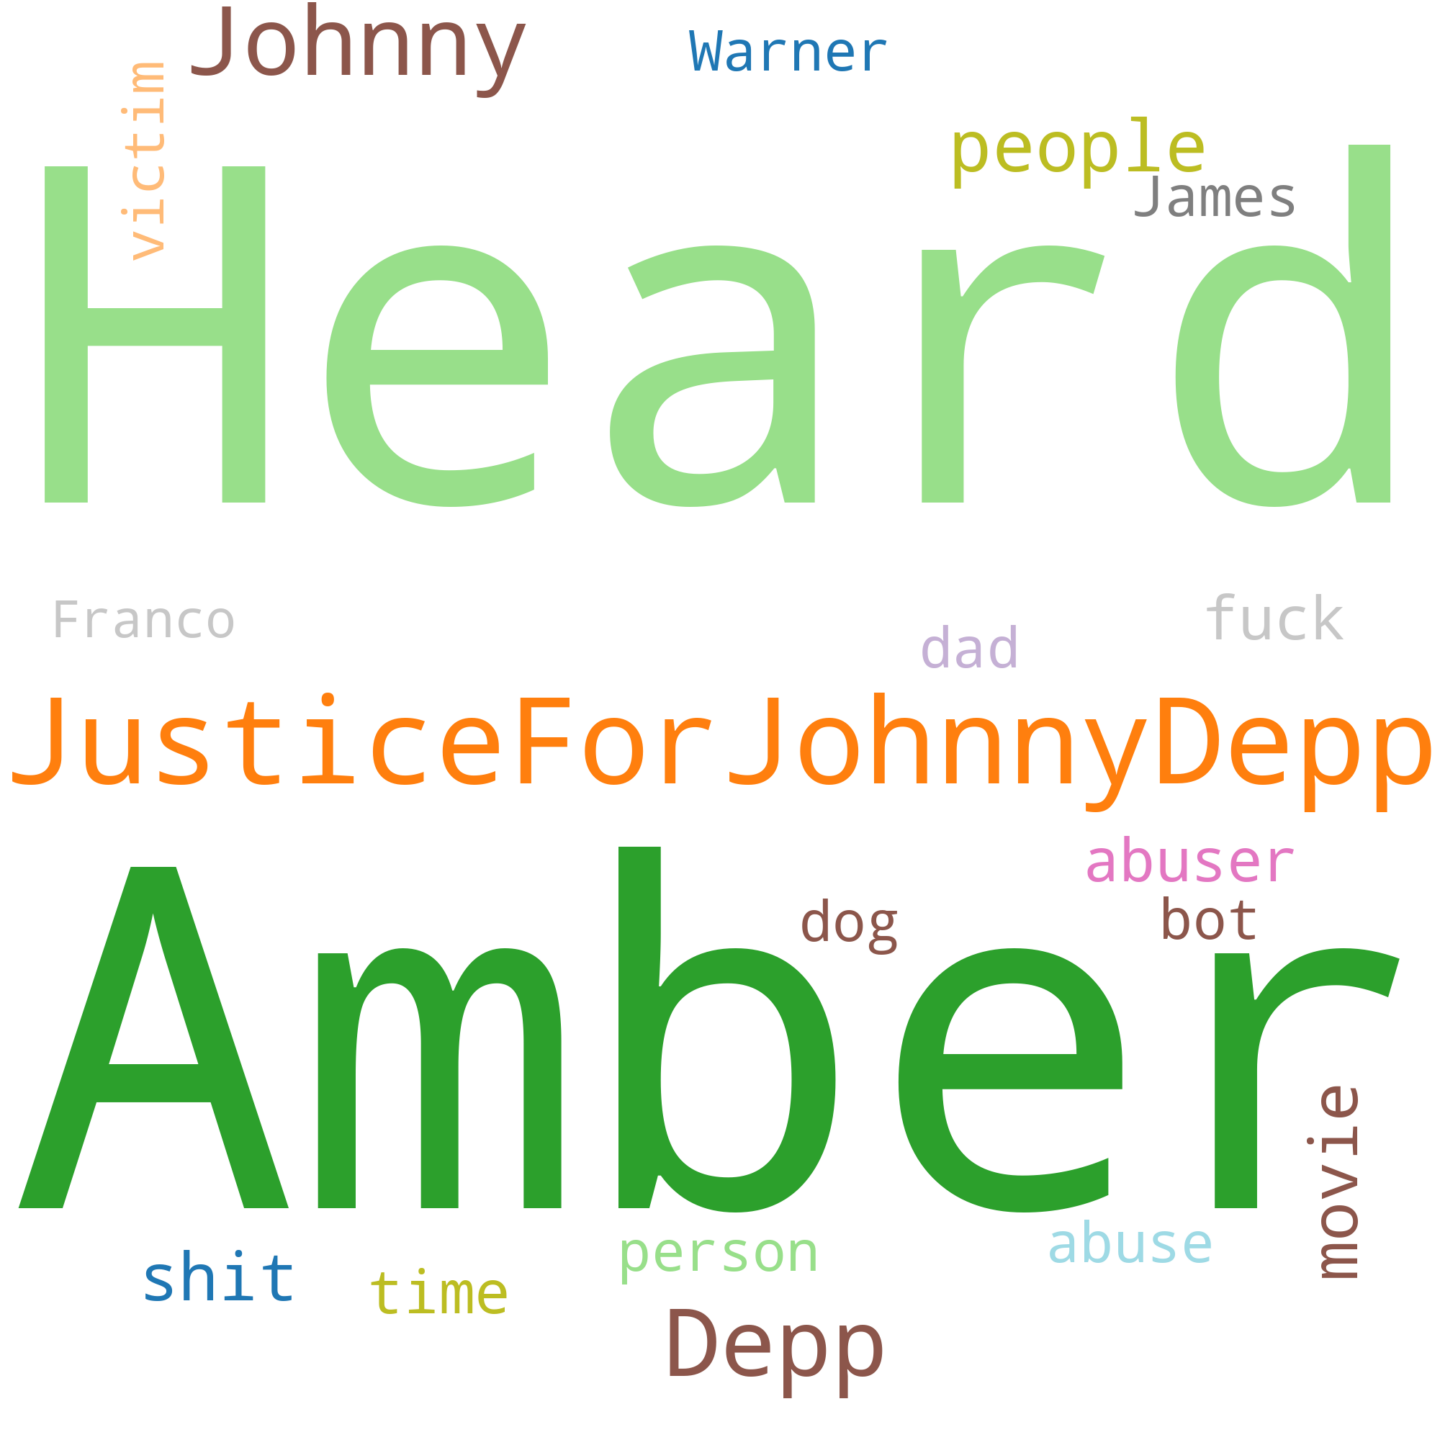 Johnny
Warner
victim
people
James
Heard
Franco
fuck
dad
JusticeForJohnnyDepp
abuser
dog
bot
Amber
movie
person
abuse
shit
time
Depp